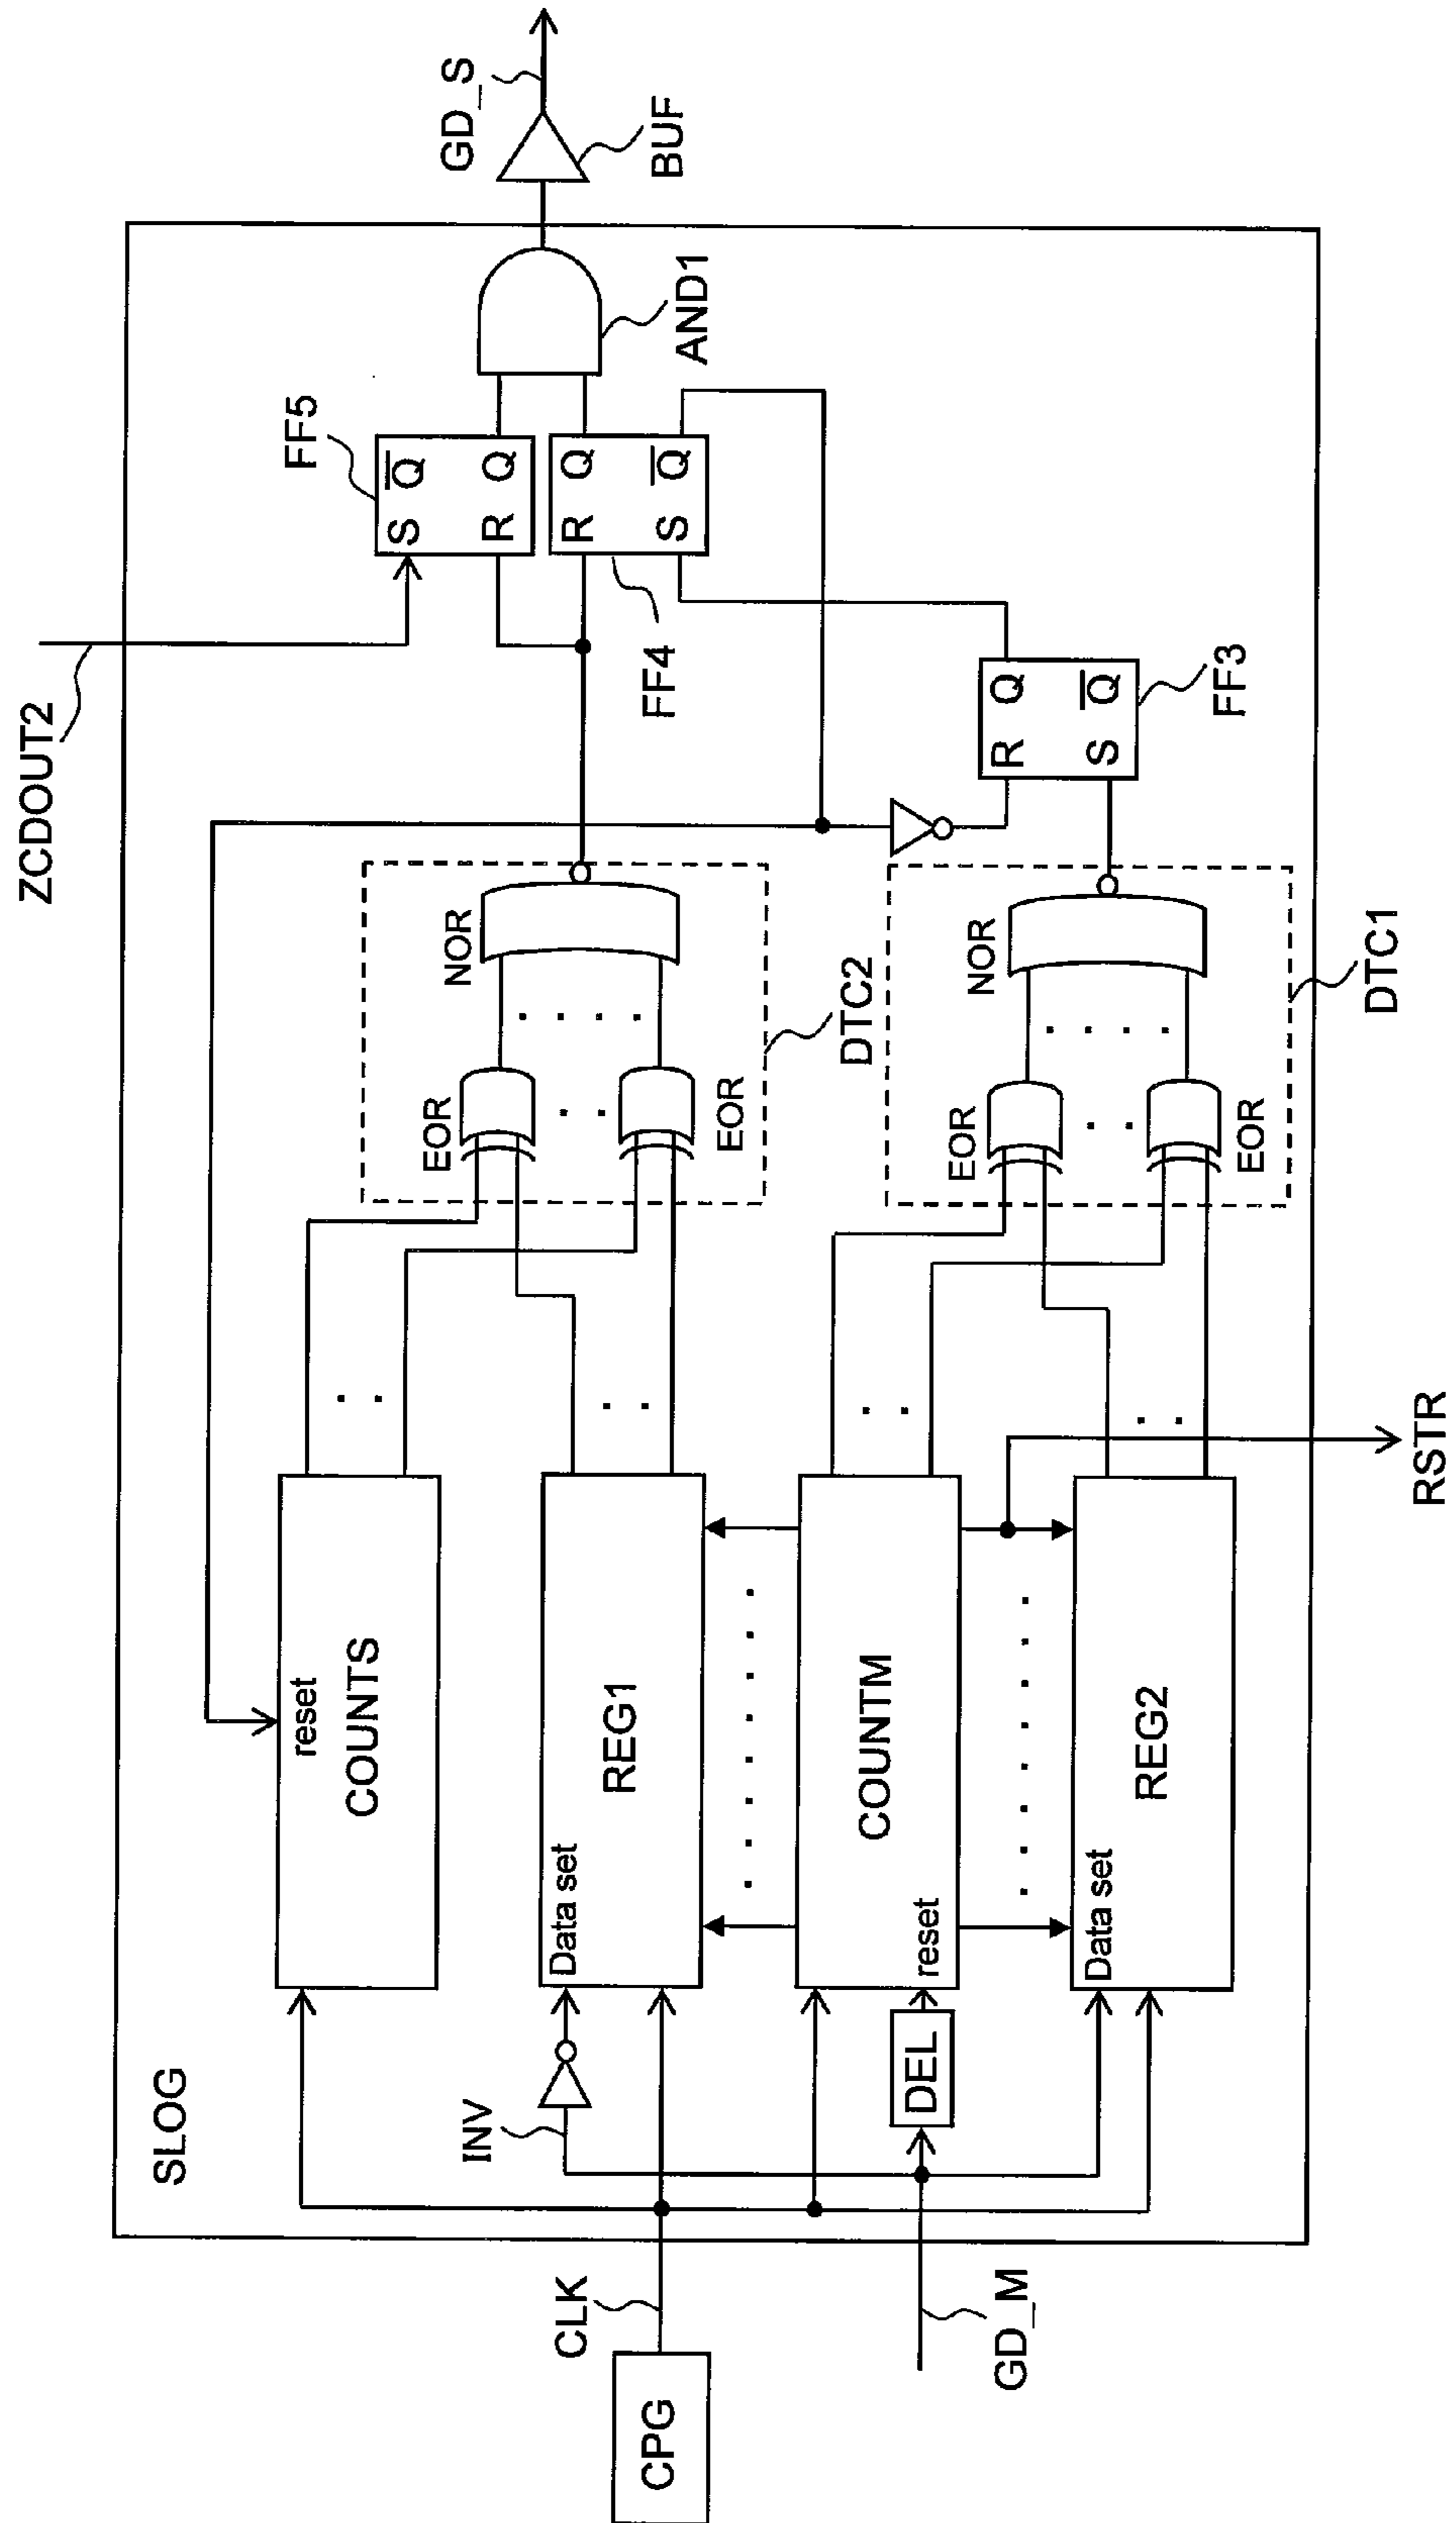 SLOG
CPG
CLK
GD_M
INV
DEL
reset
COUNTS
Data set
REG1
COUNTM
reset
Data set
REG2
RSTR
EOR
EOR
NOR
DTC2
EOR
EOR
NOR
DTC1
ZCDOUT2
FF5
S Q
R Q
R Q
S Q
FF4
R Q
S Q
FF3
AND1
BUF
GD_S